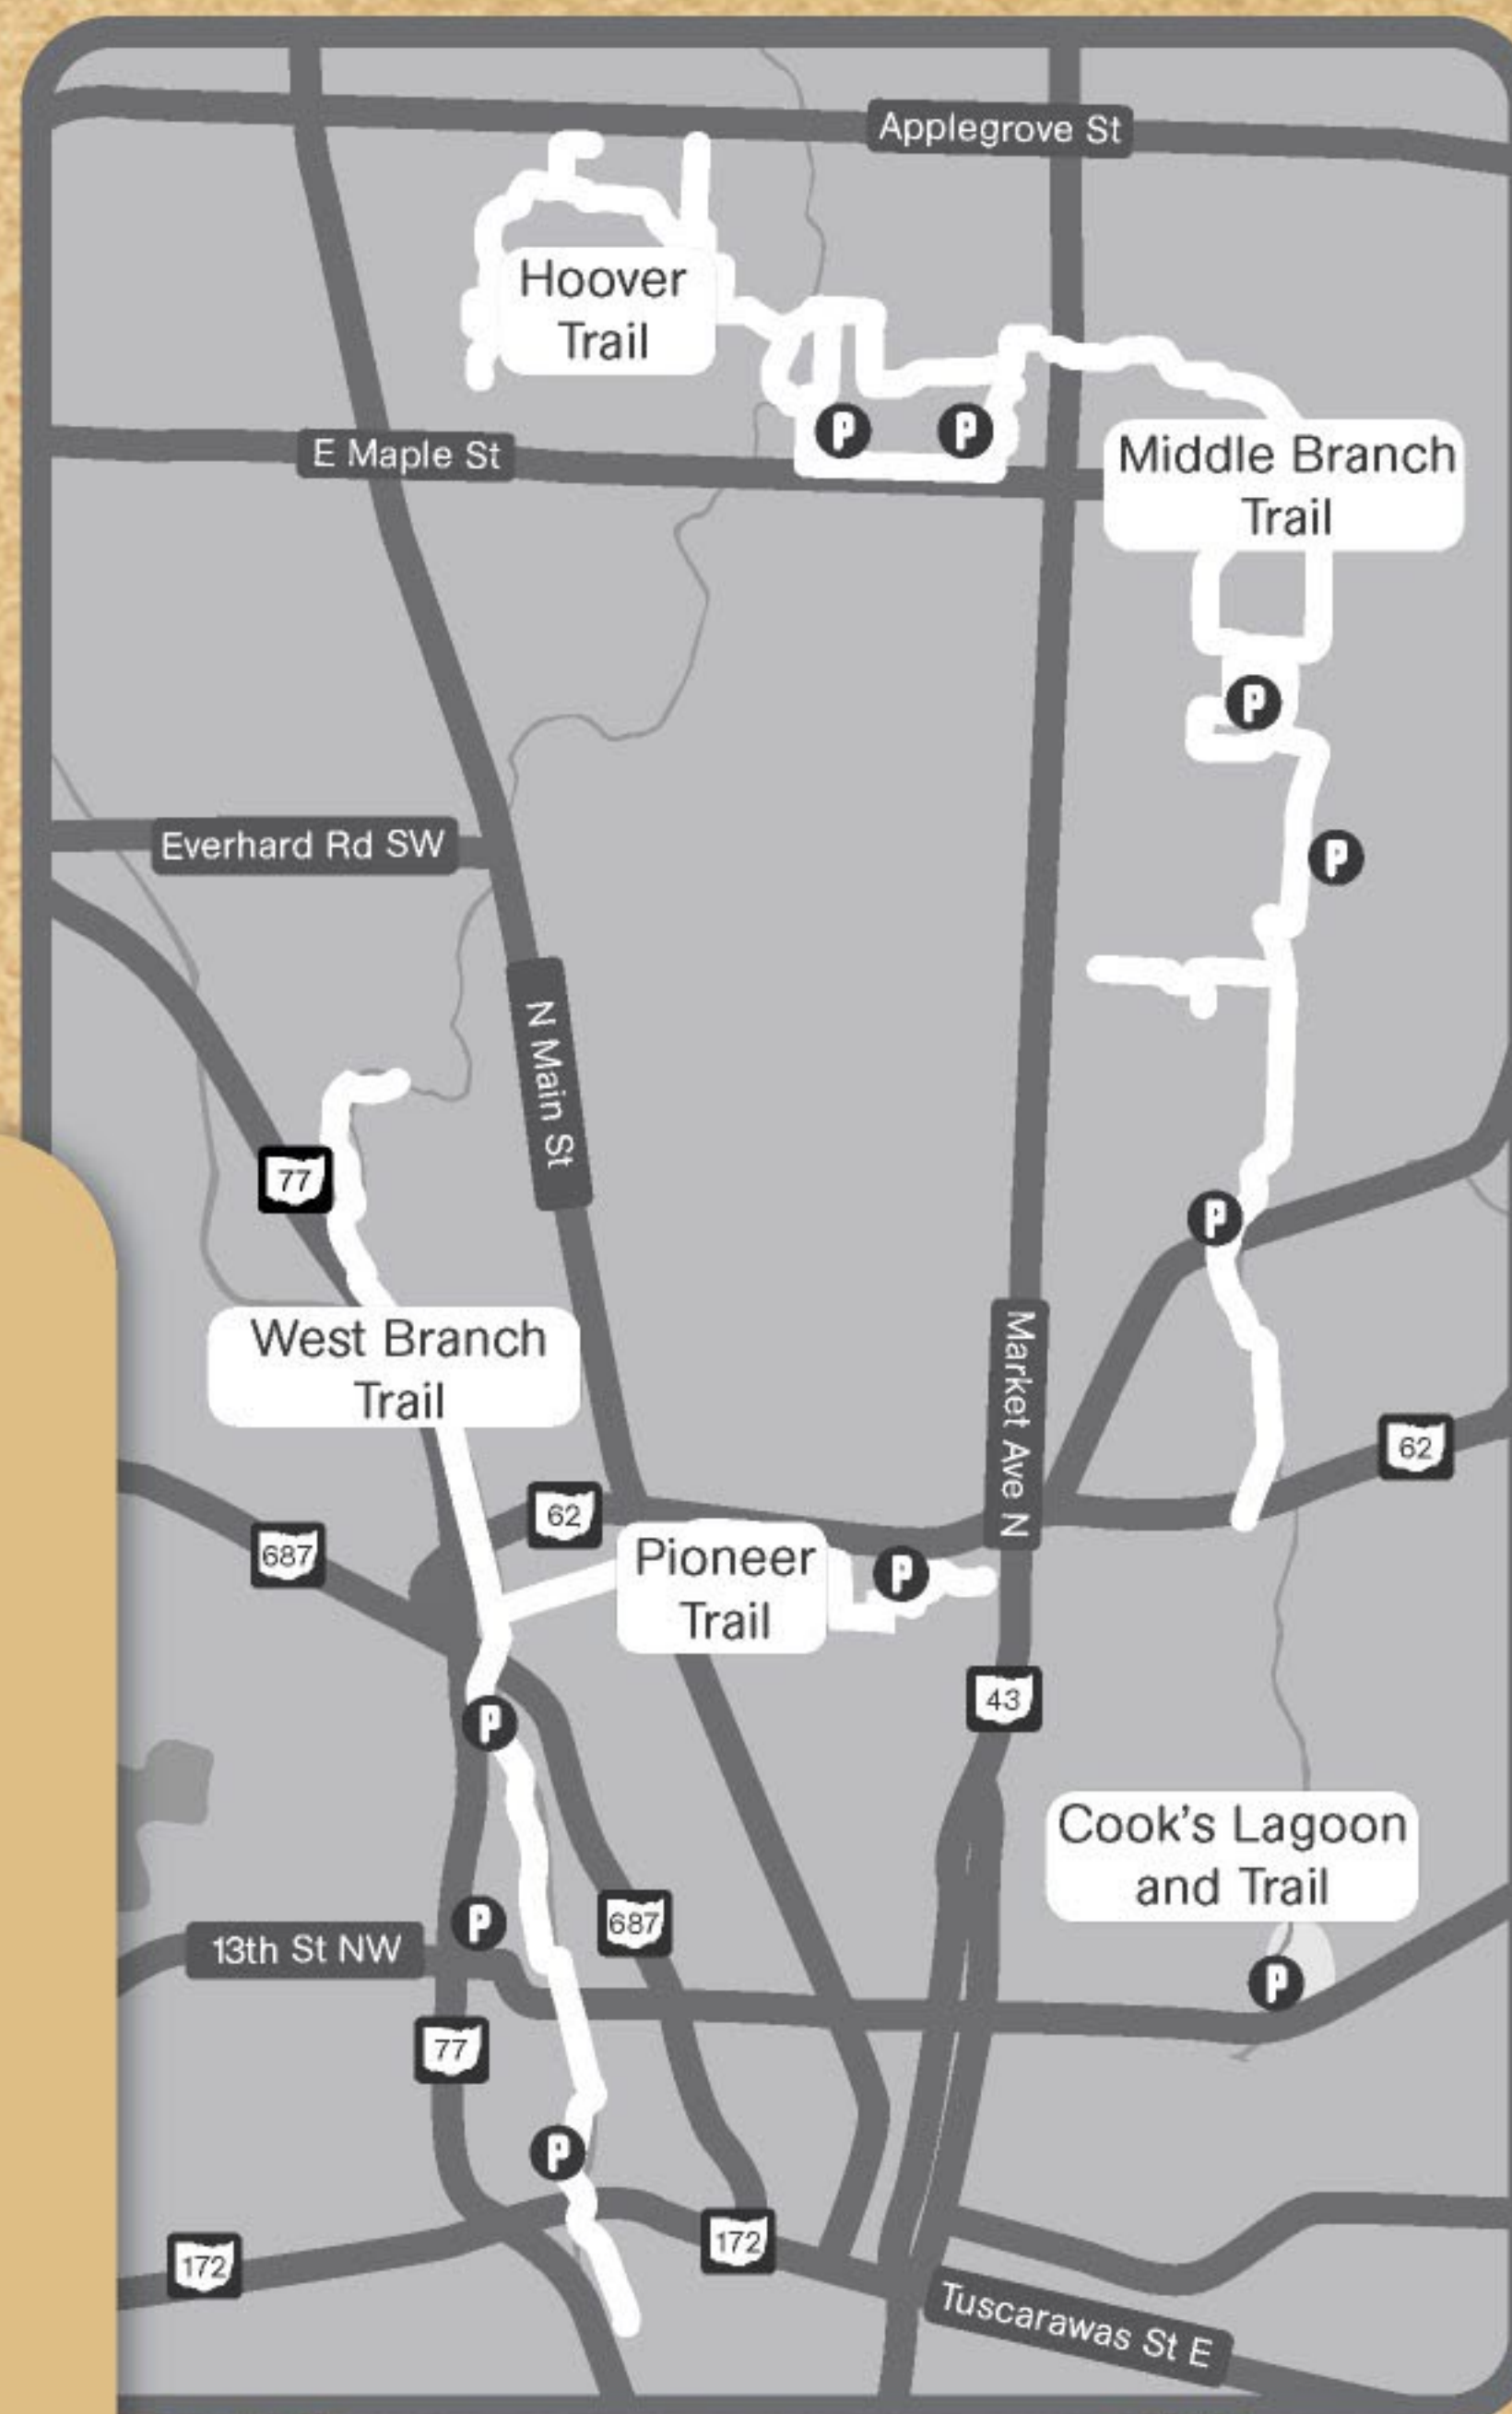 Applegrove St
Hoover
Trail
P
P
E Maple St
Middle Branch
Trail
P
Everhard Rd SW
P
N Main St
77
P
West Branch
Trail
Market Ave N
62
62
687
Pioneer
Trail
P
43
P
Cook's Lagoon
and Trail
P
687
13th St NW
P
77
P
172
172
Tuscarawas St E